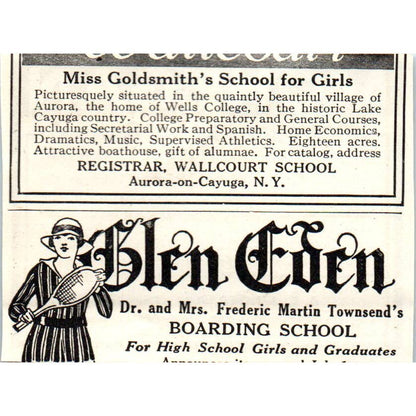 Miss Goldsmith's School for Girls
Picturesquely situated in the quaintly beautiful village of
Aurora, the home of Wells College, in the historic Lake
Cayuga country. College Preparatory and General Courses,
including Secretarial Work and Spanish. Home Economics,
Dramatics, Music, Supervised Athletics. Eighteen acres.
Attractive boathouse, gift of alumnae. For catalog, address
REGISTRAR, WALLCOURT SCHOOL
Aurora-on-Cayuga, N. Y.
Glen Eden
Dr. and Mrs. Frederic Martin Townsend's
BOARDING SCHOOL
For High School Girls and Graduates